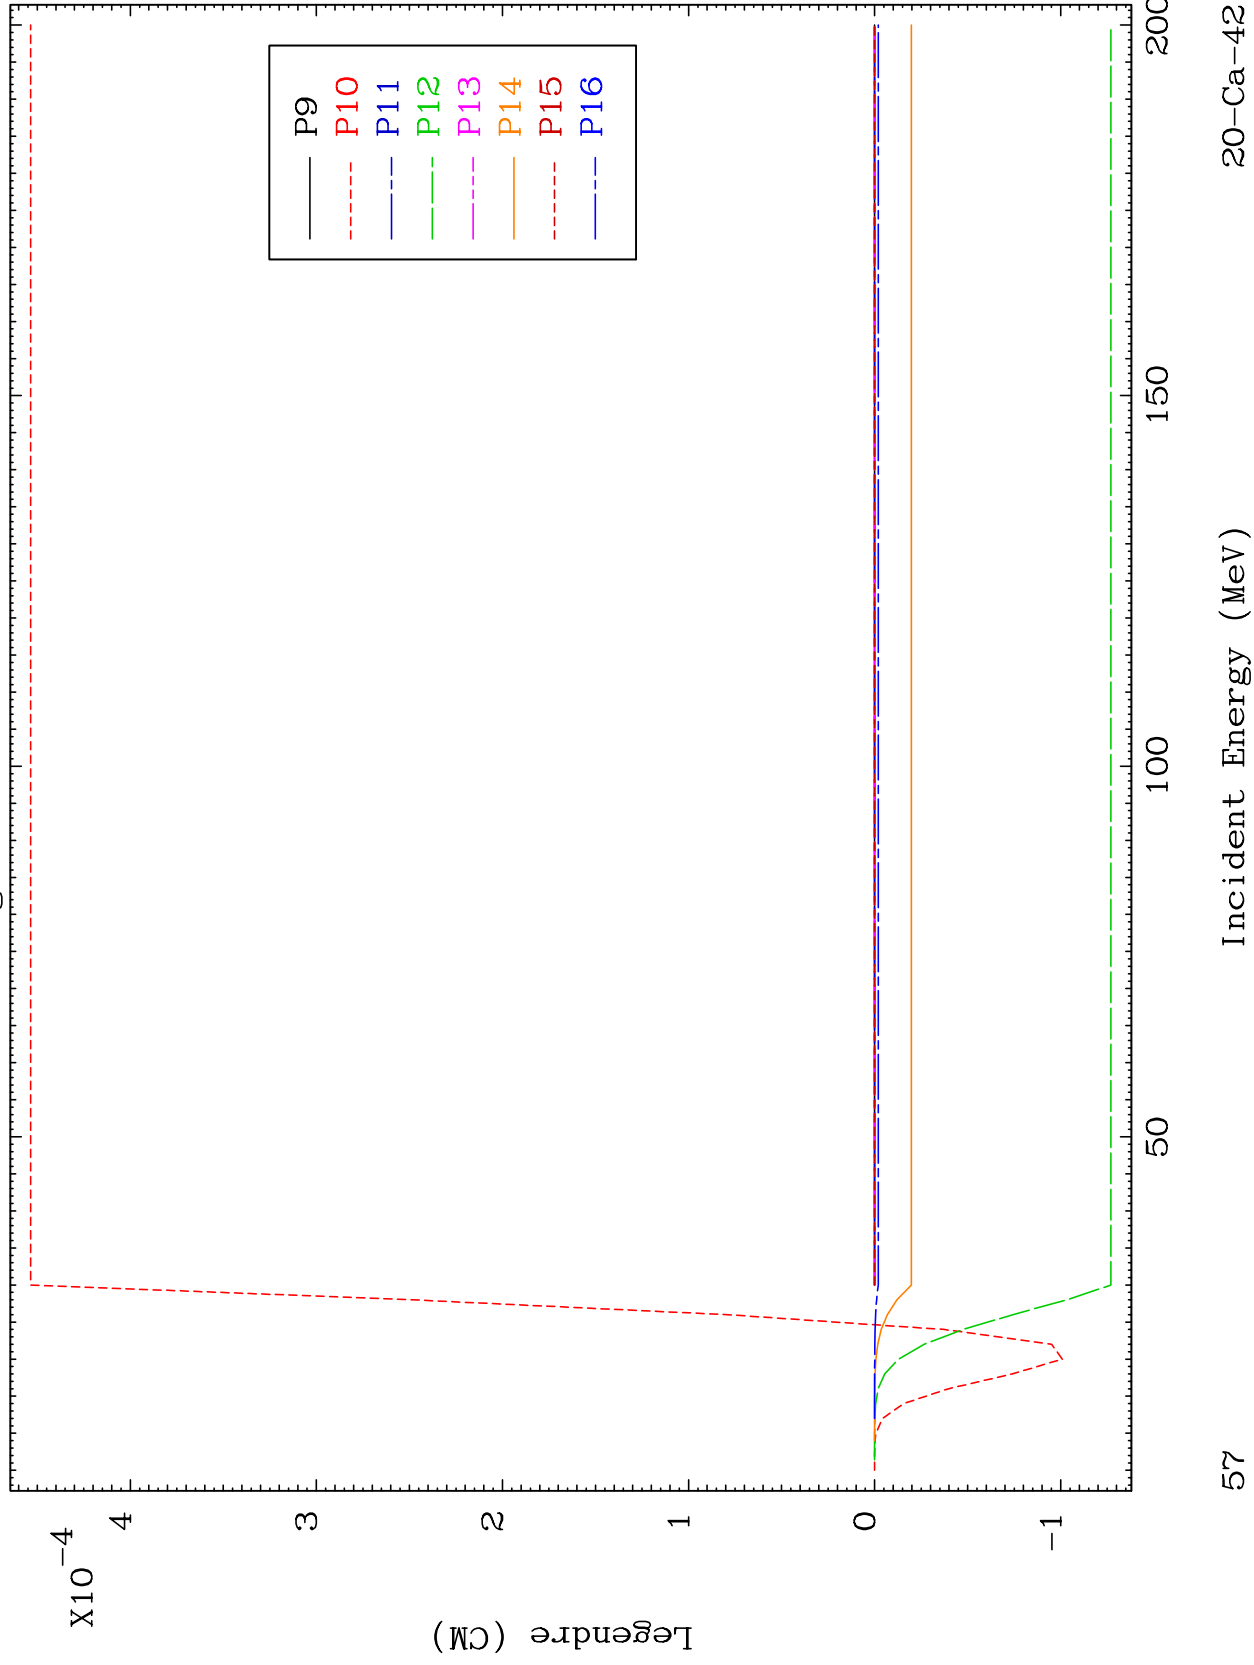 X10-4
4
3
2
1
0
-1
Legendre (CM)
P9
P10
P11
P12
P13
P14
P15
P16
50
100
150
200
Incident Energy (MeV)
57
20-Ca-42